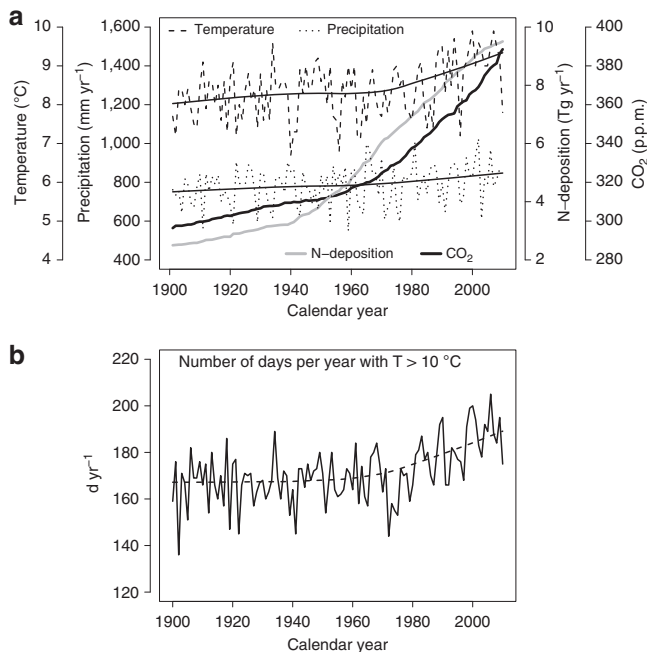 a
Temperature
Precipitation
Temperature (°C)
10
9
8
7
6
5
4
Precipitation (mm yr⁻¹)
1,600
1,400
1,200
1,000
800
600
400
N−deposition (Tg yr⁻¹)
10
8
6
4
2
CO₂ (p.p.m.)
400
380
360
340
320
300
280
N−deposition
CO₂
1900 1920 1940 1960 1980 2000
Calendar year
b
Number of days per year with T > 10 °C
d yr⁻¹
220
200
180
160
140
120
1900 1920 1940 1960 1980 2000
Calendar year